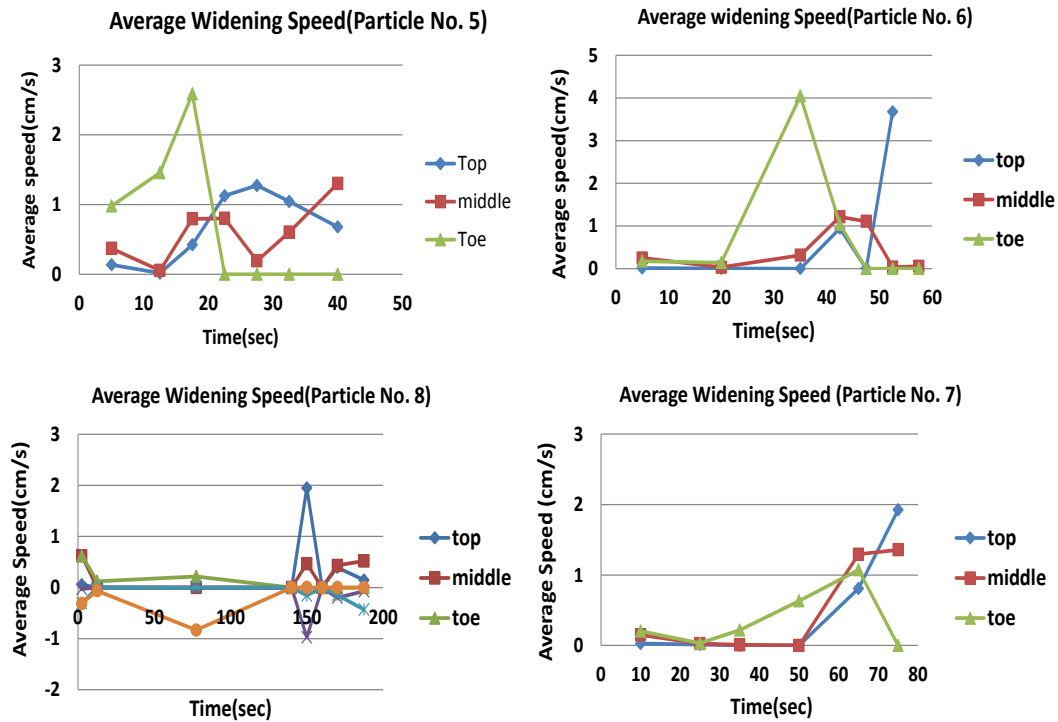 Average Widening Speed(Particle No. 5)
Average speed(cm/s)
3
2
1
0
0 10 20 30 40 50
Time(sec)
Top
middle
Toe
Average widening Speed(Particle No. 6)
Average speed(cm/s)
5
4
3
2
1
0
0 10 20 30 40 50 60
Time(sec)
top
middle
toe
Average Widening Speed(Particle No. 8)
Average Speed(cm/s)
3
2
1
0
-1
-2
0 50 100 150 200
Time(sec)
top
middle
toe
Average Widening Speed (Particle No. 7)
Average Speed (cm/s)
3
2
1
0
0 10 20 30 40 50 60 70 80
Time(sec)
top
middle
toe